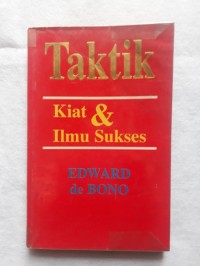 Taktik
Kiat &
Ilmu Sukses
EDWARD
de BONO